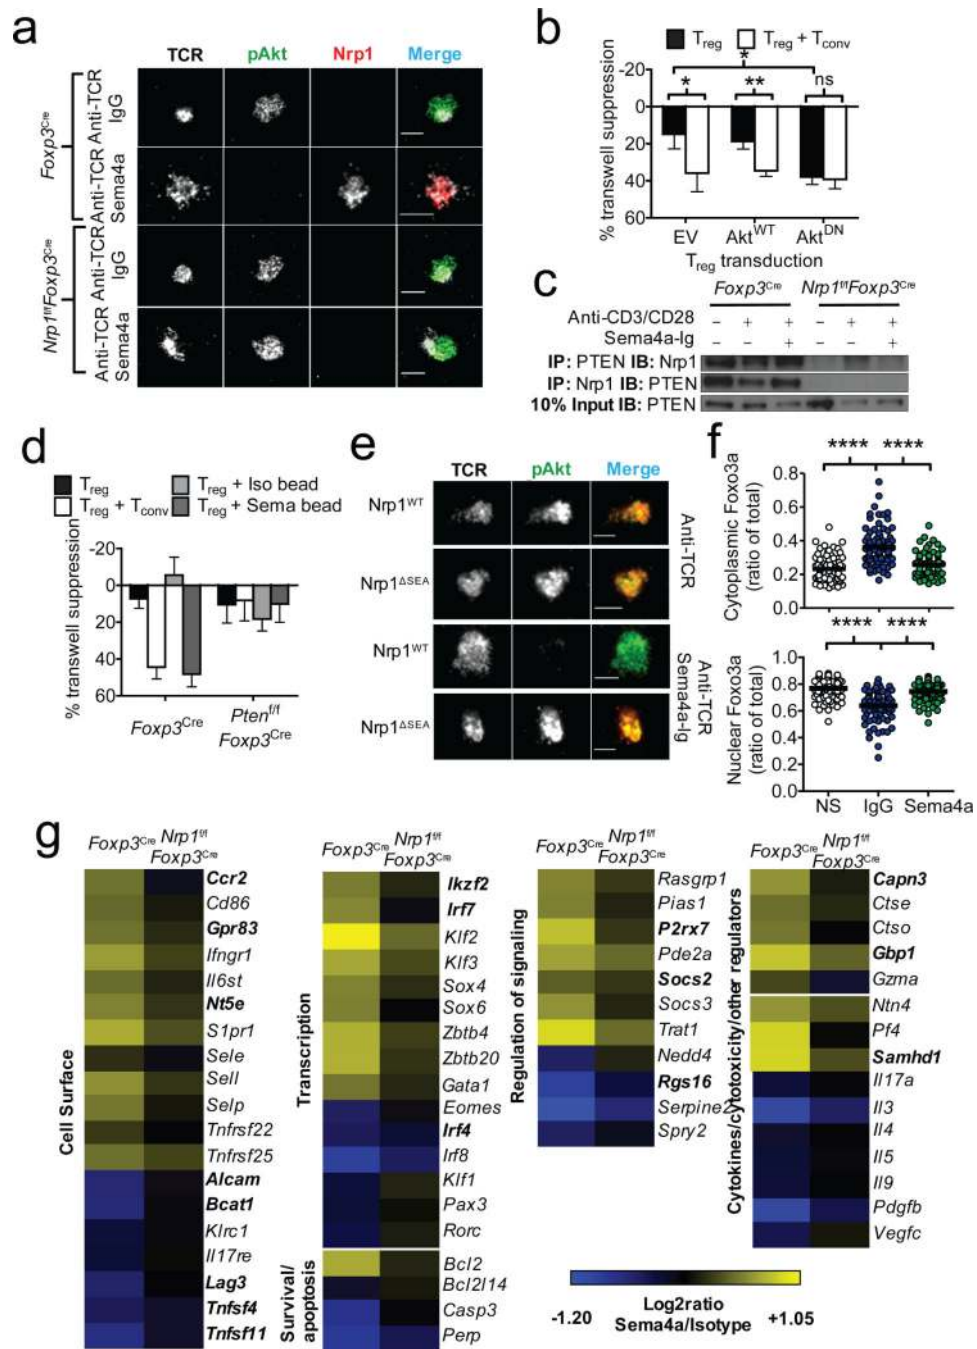 a
TCR pAkt Nrp1 Merge
Foxp3Cre
Anti-TCR IgG
Anti-TCR Sema4a
Nrp1f/fFoxp3Cre
Anti-TCR IgG
Anti-TCR Sema4a
b
Treg Treg + Tconv
% transwell suppression
-20
0
20
40
60
* * ** ns
EV AktWT AktDN
Treg transduction
c
Foxp3Cre Nrp1f/fFoxp3Cre
Anti-CD3/CD28 – + + – + +
Sema4a-Ig – – + – – +
IP: PTEN IB: Nrp1
IP: Nrp1 IB: PTEN
10% Input IB: PTEN
d
Treg Treg + Iso bead
Treg + Tconv Treg + Sema bead
% transwell suppression
-20
0
20
40
60
Foxp3Cre Ptenf/f Foxp3Cre
e
TCR pAkt Merge
Nrp1WT
Nrp1ΔSEA
Nrp1WT
Nrp1ΔSEA
Anti-TCR
Anti-TCR Sema4a-Ig
f
**** ****
Cytoplasmic Foxo3a (ratio of total)
0.8
0.6
0.4
0.2
0.0
**** ****
Nuclear Foxo3a (ratio of total)
1.0
0.8
0.6
0.4
0.2
0.0
NS IgG Sema4a
g
Foxp3Cre Nrp1f/f Foxp3Cre
Cell Surface
Ccr2
Cd86
Gpr83
Ifngr1
Il6st
Nt5e
S1pr1
Sele
Sell
Selp
Tnfrsf22
Tnfrsf25
Alcam
Bcat1
Klrc1
Il17re
Lag3
Tnfsf4
Tnfsf11
Foxp3Cre Nrp1f/f Foxp3Cre
Transcription
Ikzf2
Irf7
Klf2
Klf3
Sox4
Sox6
Zbtb4
Zbtb20
Gata1
Eomes
Irf4
Irf8
Klf1
Pax3
Rorc
Survival/ apoptosis
Bcl2
Bcl2l14
Casp3
Perp
Foxp3Cre Nrp1f/f Foxp3Cre
Regulation of signaling
Rasgrp1
Pias1
P2rx7
Pde2a
Socs2
Socs3
Trat1
Nedd4
Rgs16
Serpine2
Spry2
Foxp3Cre Nrp1f/f Foxp3Cre
Cytokines/cytotoxicity/other regulators
Capn3
Ctse
Ctso
Gbp1
Gzma
Ntn4
Pf4
Samhd1
Il17a
Il3
Il4
Il5
Il9
Pdgfb
Vegfc
-1.20 Log2ratio Sema4a/Isotype +1.05